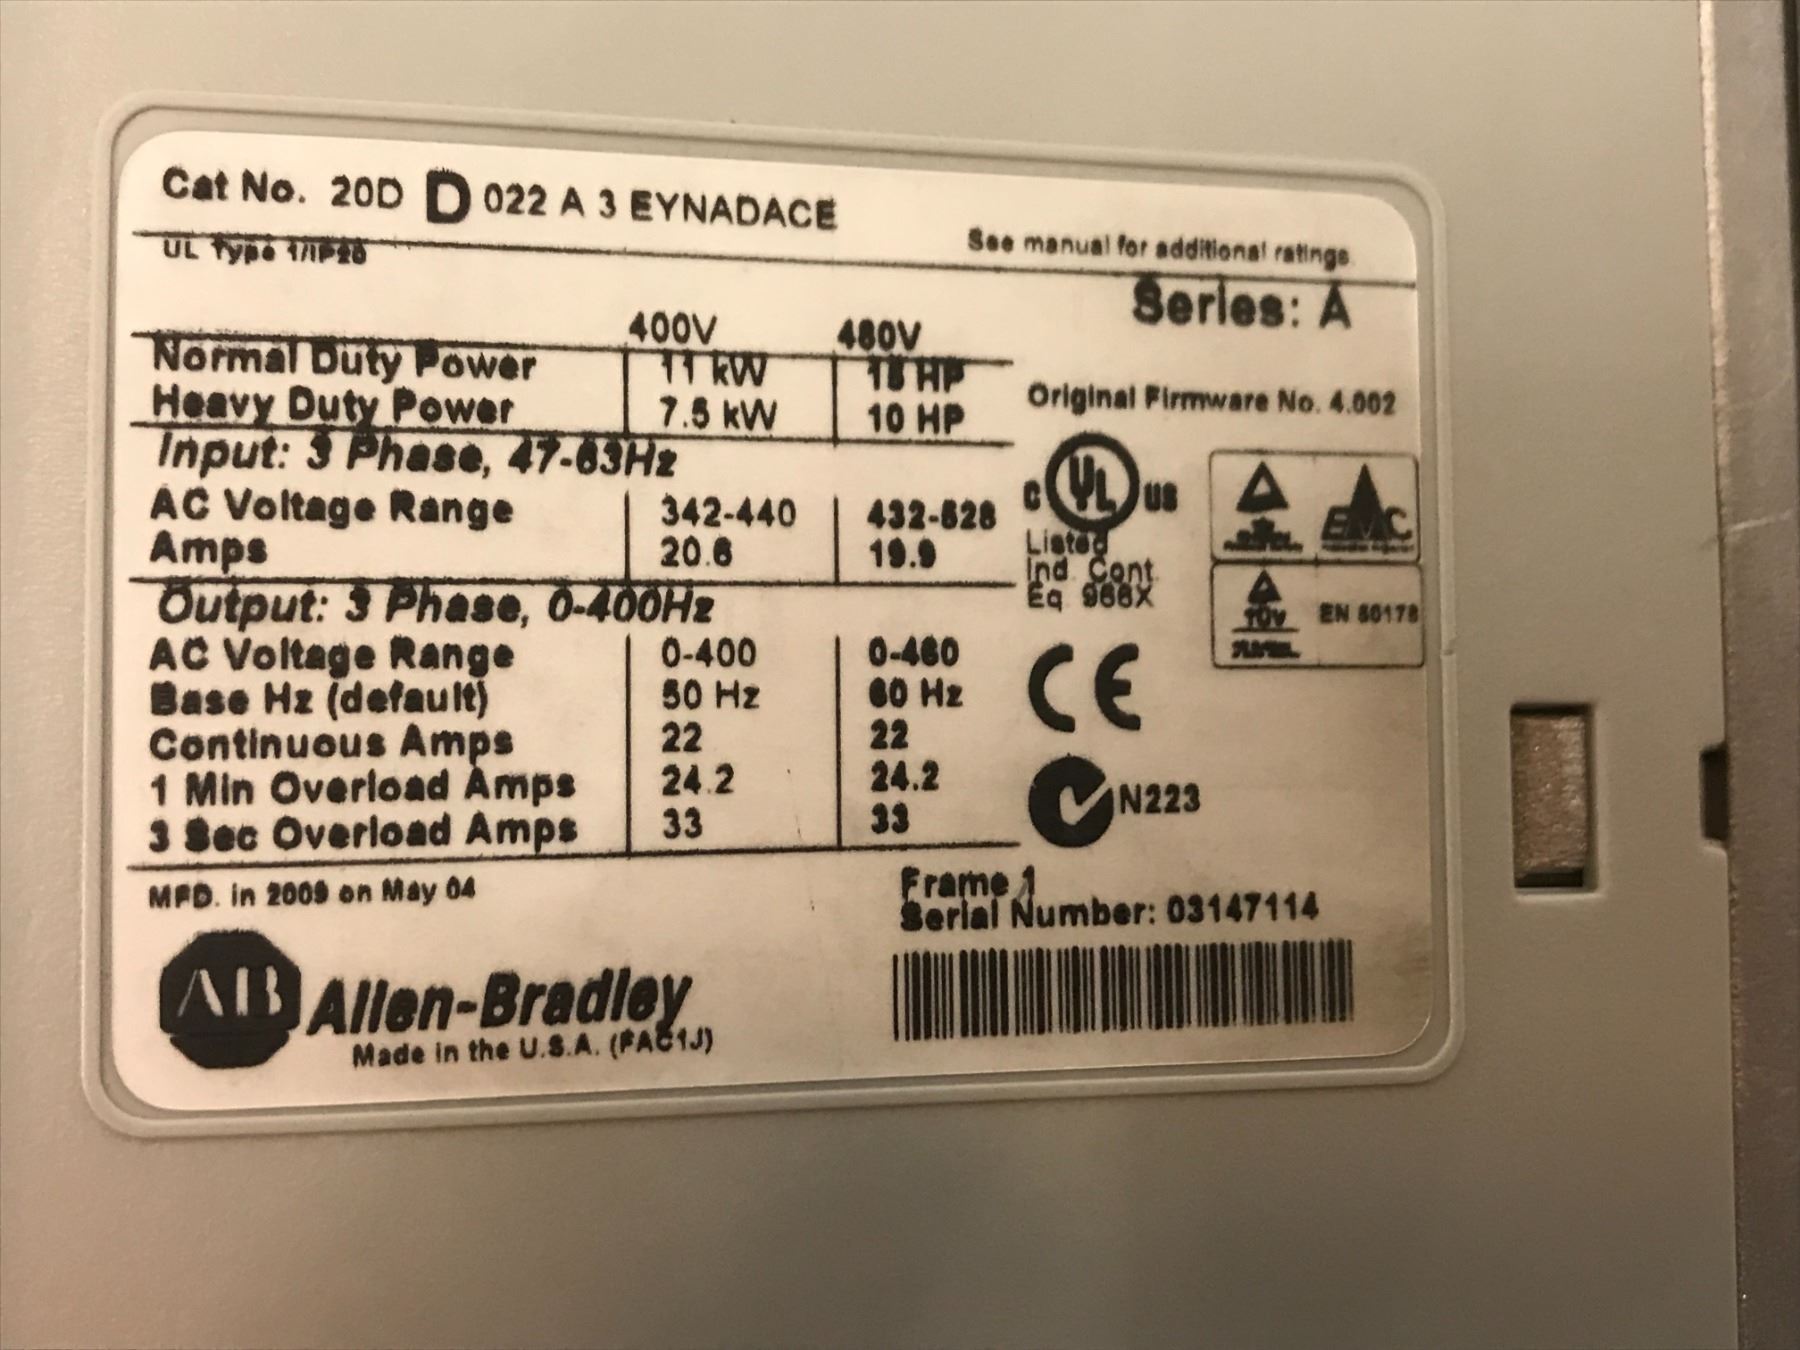 Cat No. 20D D 022 A 3 EYNADACE
UL Type 1/IP20
See manual for additional ratings
Series: A
400V 480V
Normal Duty Power 11 kW 15 HP
Heavy Duty Power 7.5 kW 10 HP
Original Firmware No. 4.002
Input: 3 Phase, 47-63Hz
AC Voltage Range 342-440 432-528
Amps 20.6 19.9
C UL US
Listed
Ind. Cont.
Eq. 966X
EMC
TÜV
EN 50178
Output: 3 Phase, 0-400Hz
AC Voltage Range 0-400 0-460
Base Hz (default) 50 Hz 60 Hz
Continuous Amps 22 22
1 Min Overload Amps 24.2 24.2
3 Sec Overload Amps 33 33
CE
N223
MFD. in 2009 on May 04
Frame 1
Serial Number: 03147114
AB Allen-Bradley
Made in the U.S.A. (FAC1J)